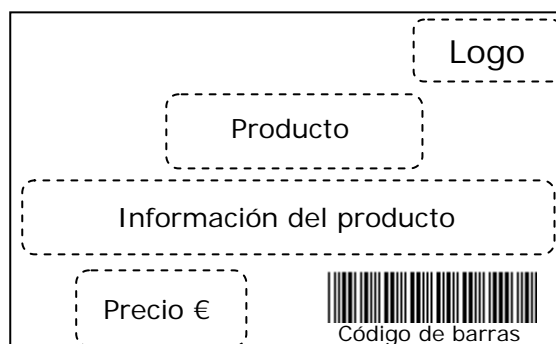 Logo
Producto
Información del producto
Precio €
Código de barras